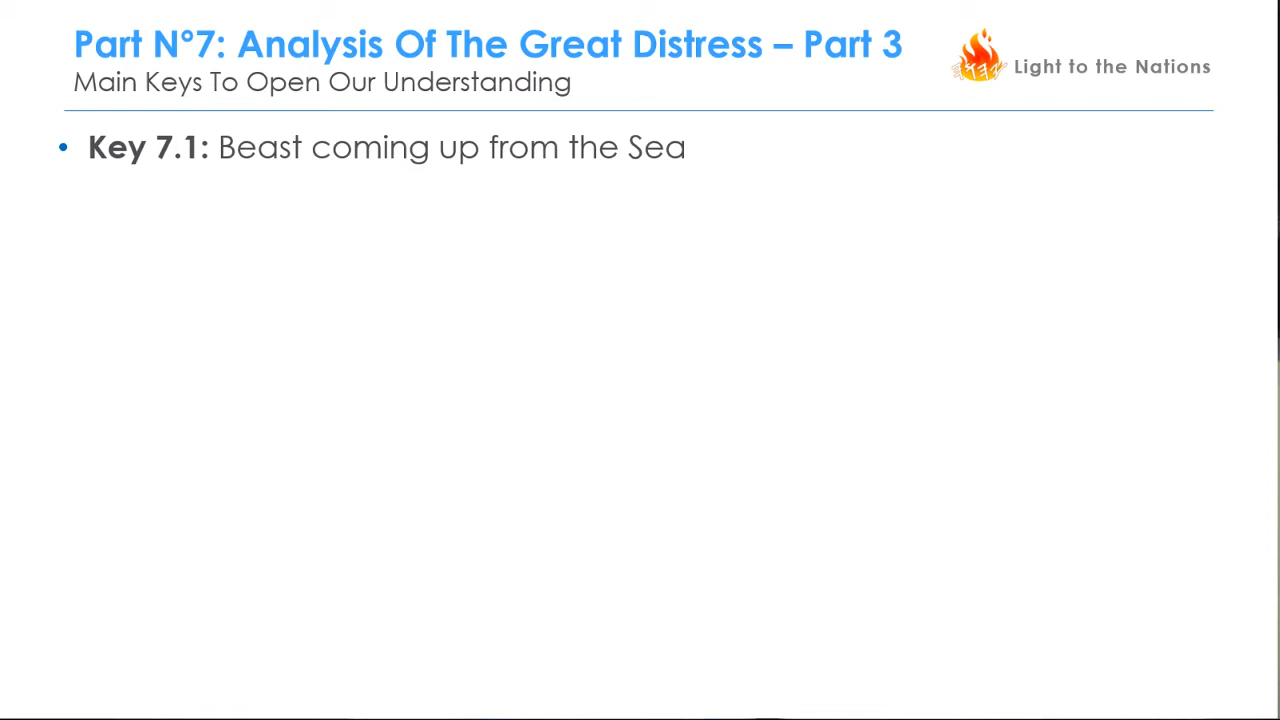 Part N°7: Analysis Of The Great Distress – Part 3
Main Keys To Open Our Understanding
Light to the Nations
• Key 7.1: Beast coming up from the Sea